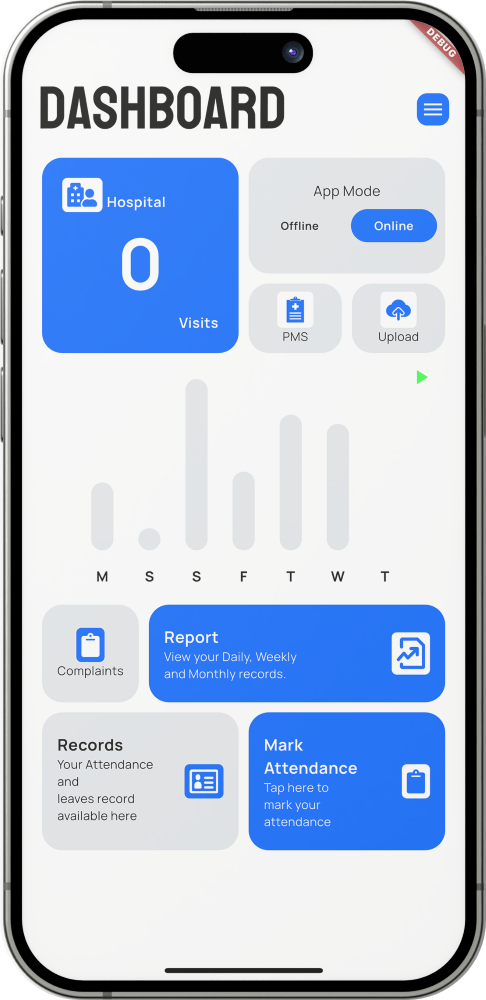 DEBUG
DASHBOARD
Hospital
0
Visits
App Mode
Offline
Online
PMS
Upload
M S S F T W T
Complaints
Report
View your Daily, Weekly
and Monthly records.
Records
Your Attendance
and
leaves record
available here
Mark
Attendance
Tap here to
mark your
attendance